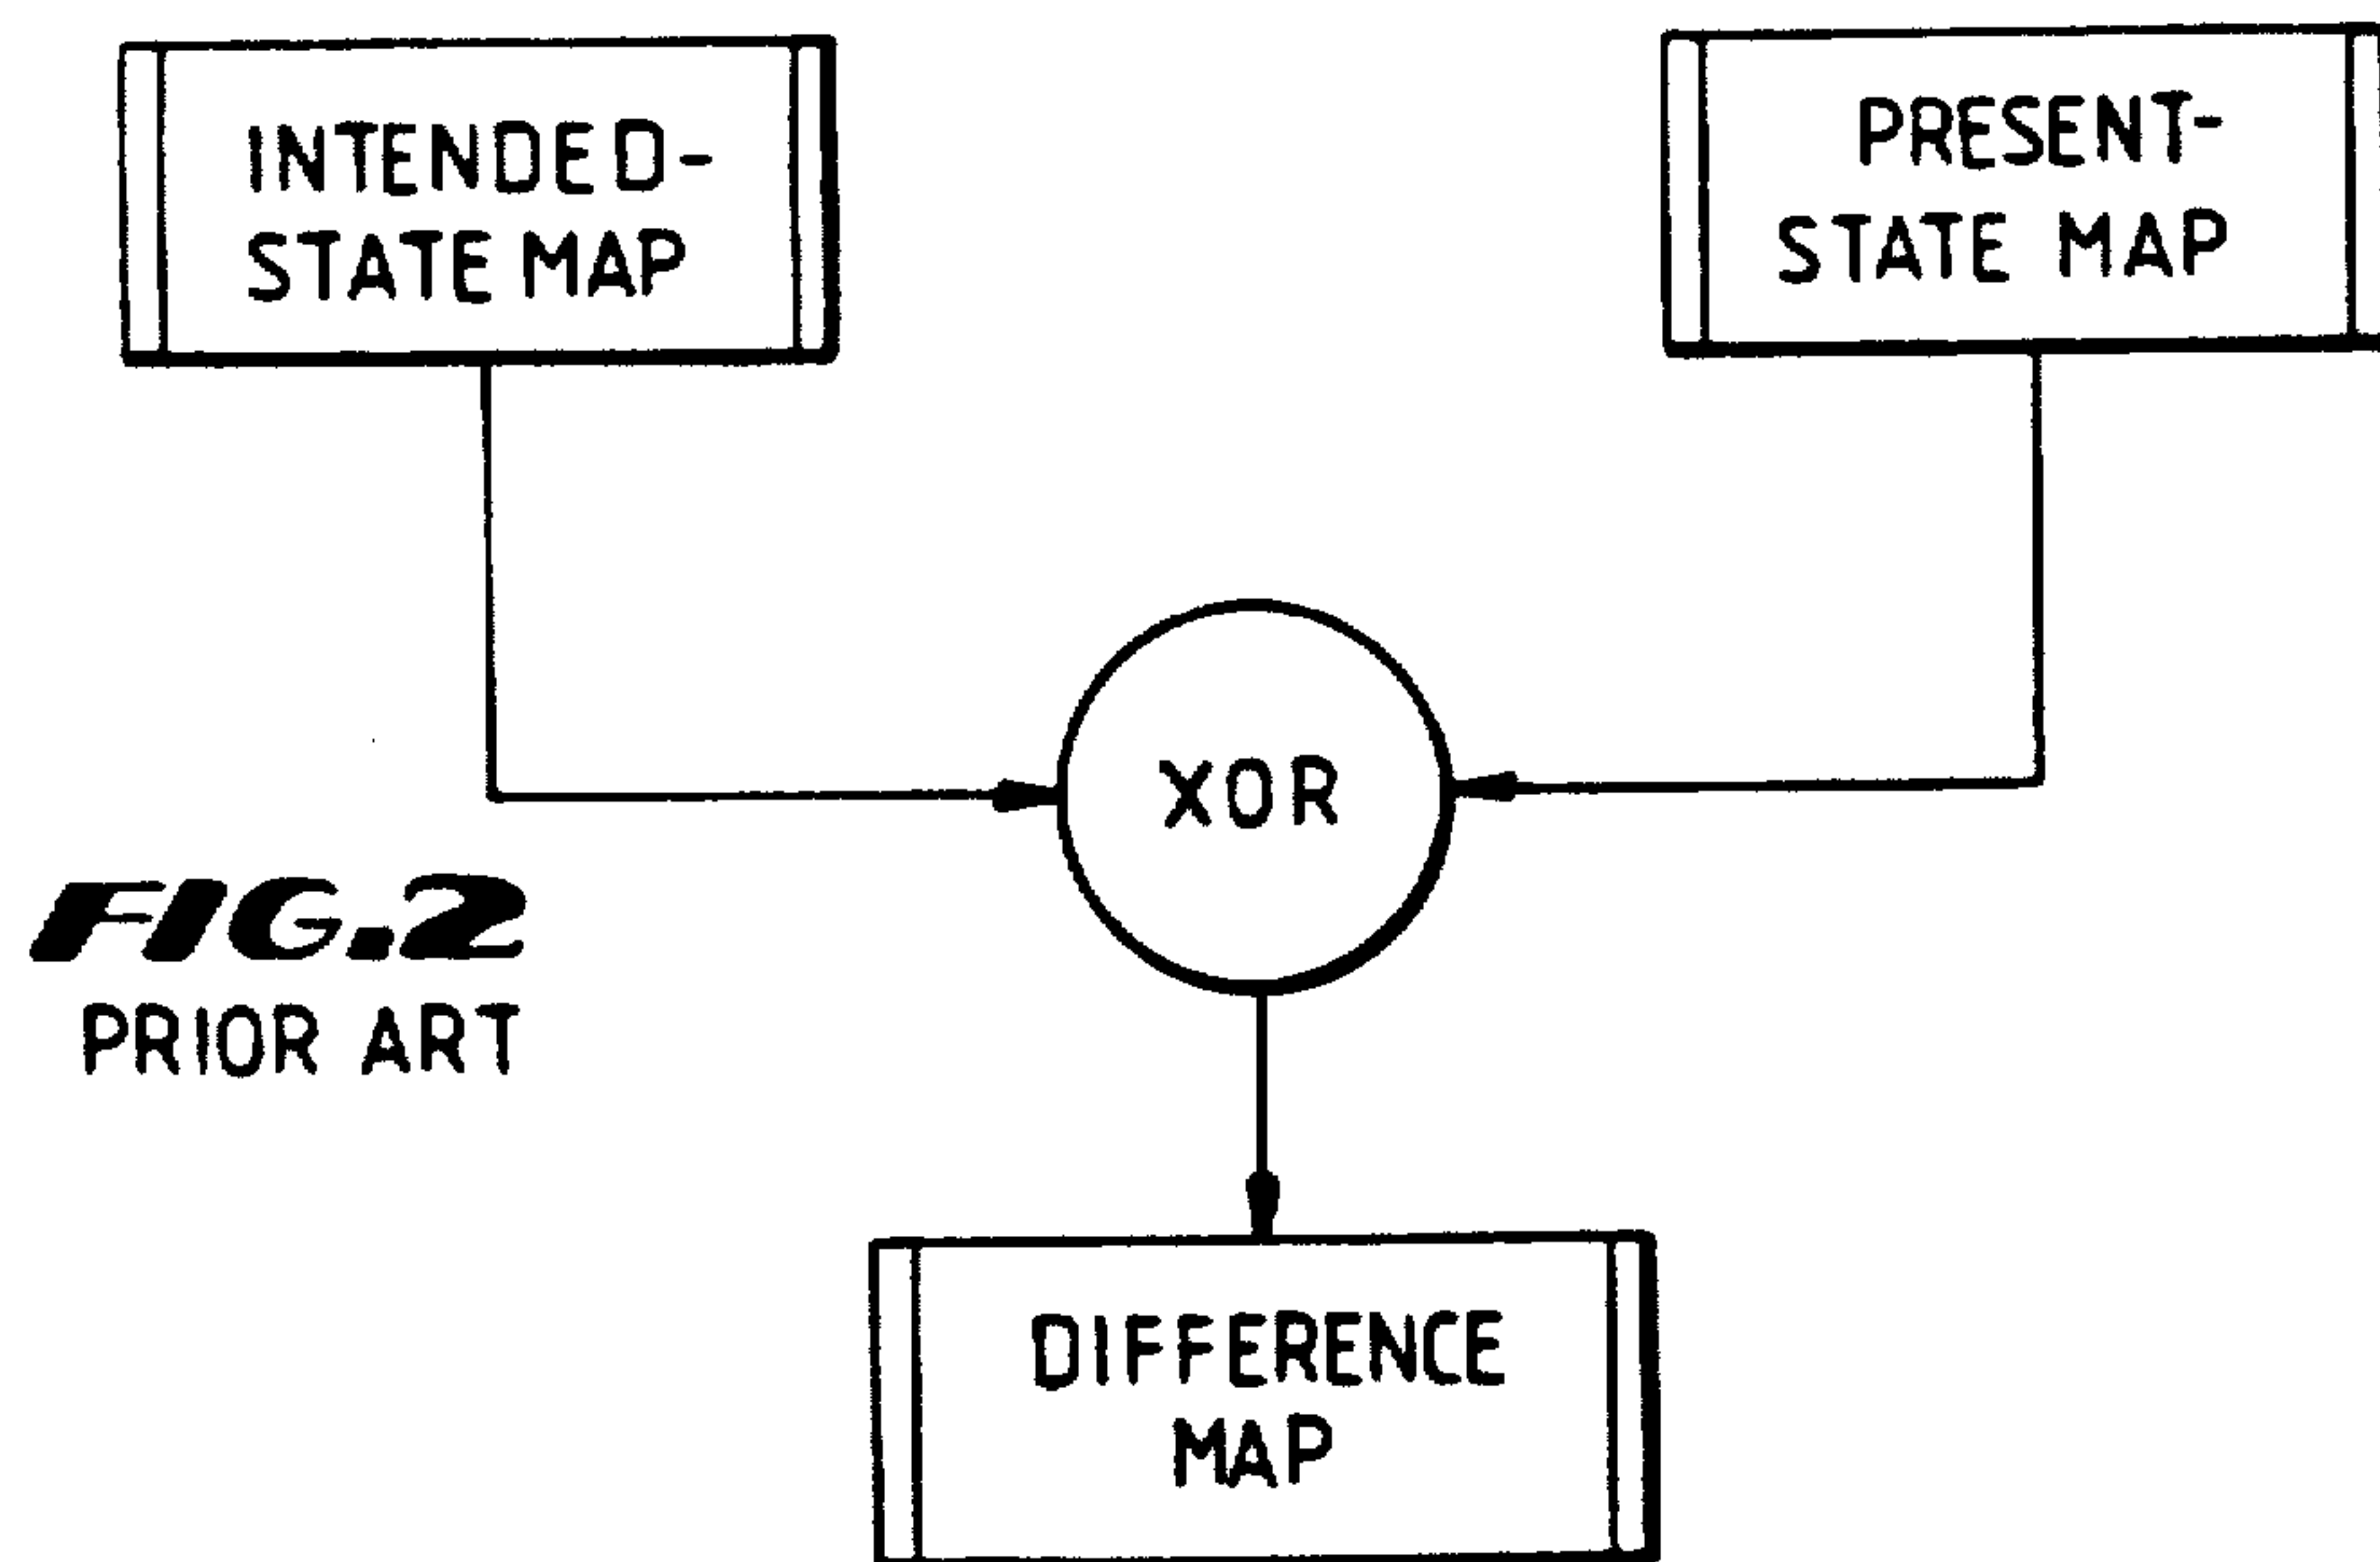 INTENDED-
STATE MAP
PRESENT-
STATE MAP
XOR
FIG.2
PRIOR ART
DIFFERENCE
MAP